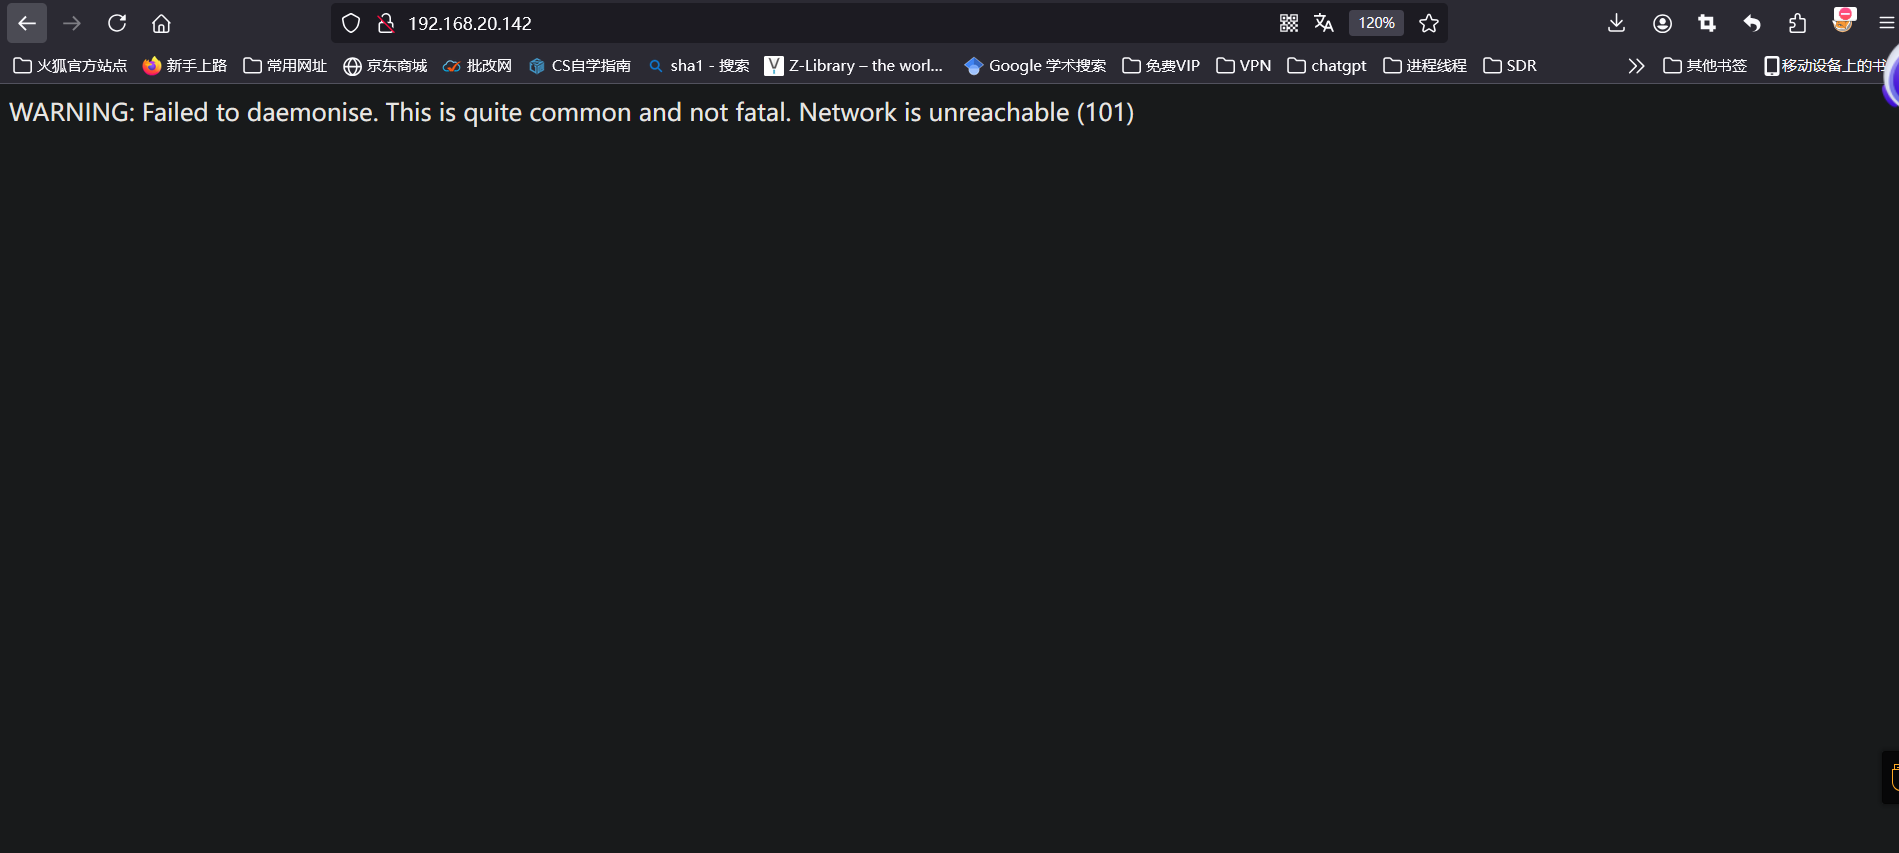 192.168.20.142 120%
火狐官方站点 新手上路 常用网址 京东商城 批改网 CS自学指南 sha1 - 搜索 Z-Library – the worl... Google 学术搜索 免费VIP VPN chatgpt 进程线程 SDR 其他书签 移动设备上的书
WARNING: Failed to daemonise. This is quite common and not fatal. Network is unreachable (101)